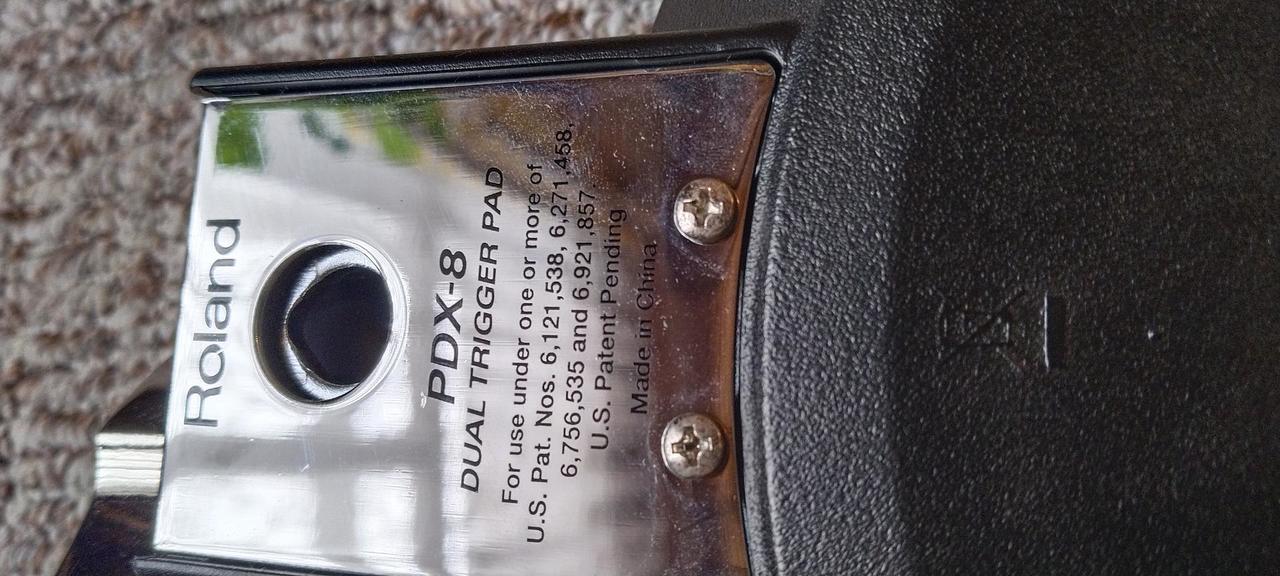 Roland
PDX-8
DUAL TRIGGER PAD
For use under one or more of
U.S. Pat. Nos. 6,121,538, 6,271,458,
6,756,535 and 6,921,857.
U.S. Patent Pending
Made in China